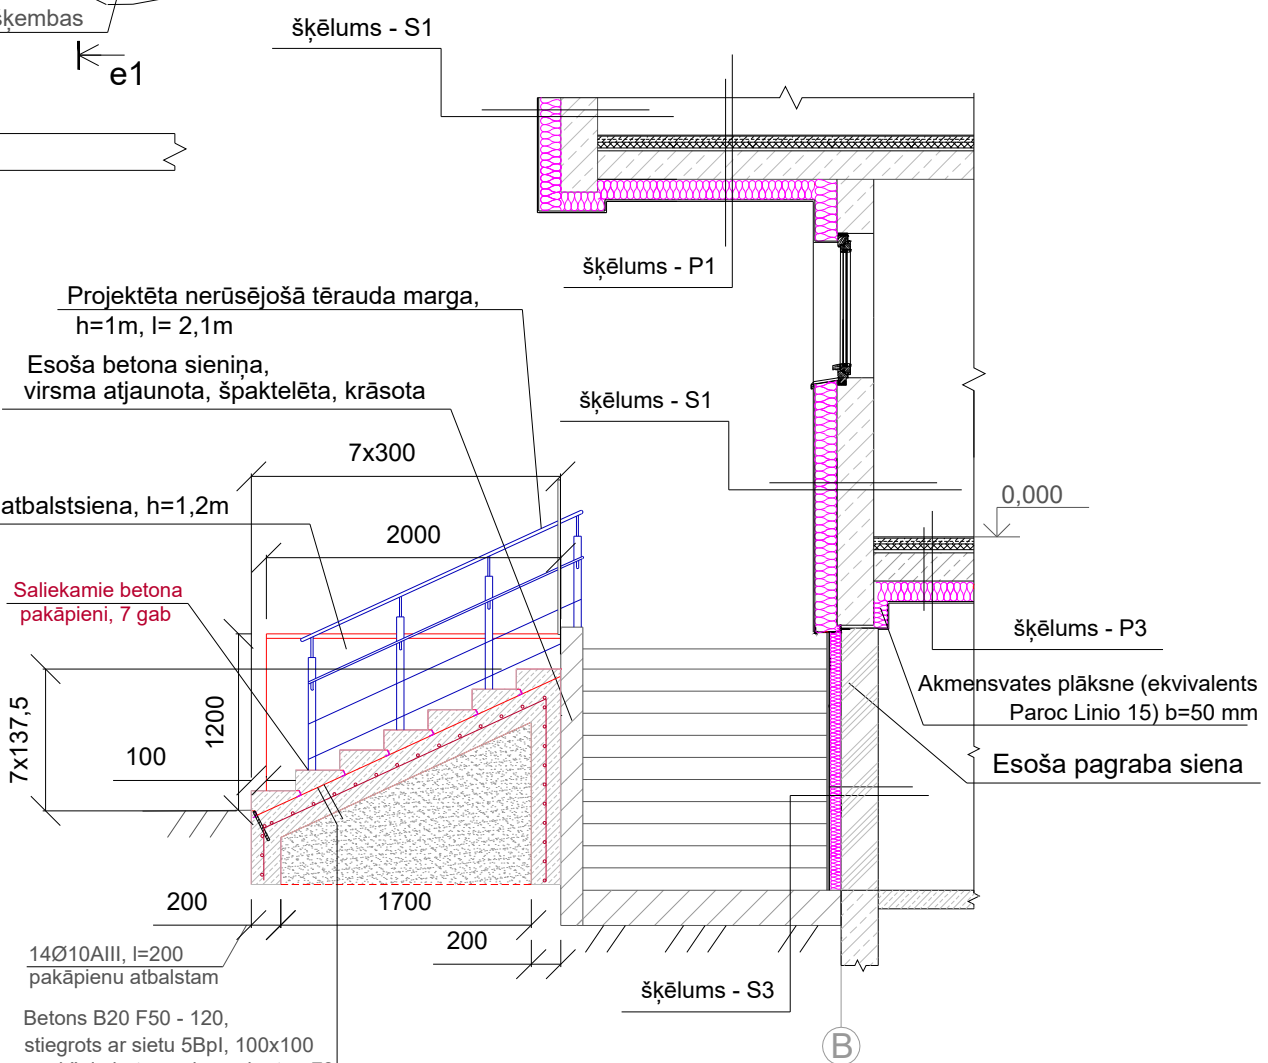 šķembas
e1
šķēlums - S1
šķēlums - P1
Projektēta nerūsējošā tērauda marga,
h=1m, l= 2,1m
Esoša betona sieniņa,
virsma atjaunota, špaktelēta, krāsota
šķēlums - S1
7x300
atbalstsiena, h=1,2m
2000
0,000
Saliekamie betona
pakāpieni, 7 gab
šķēlums - P3
Akmensvates plāksne (ekvivalents
Paroc Linio 15) b=50 mm
7x137,5
1200
100
Esoša pagraba siena
200
1700
200
14Ø10AIII, l=200
pakāpienu atbalstam
šķēlums - S3
Betons B20 F50 - 120,
stiegrots ar sietu 5BpI, 100x100
B